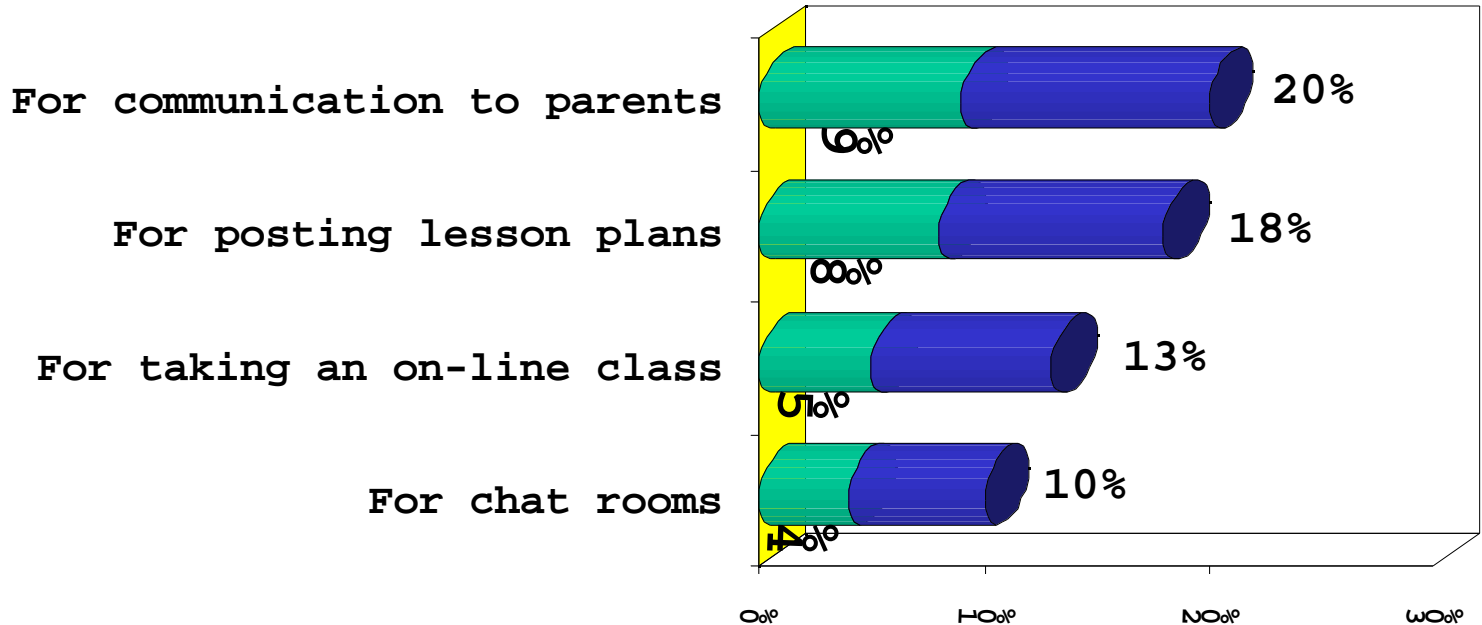 For communication to parents
20%
9%
For posting lesson plans
18%
8%
For taking an on-line class
13%
5%
For chat rooms
10%
4%
0% 10% 20% 30%